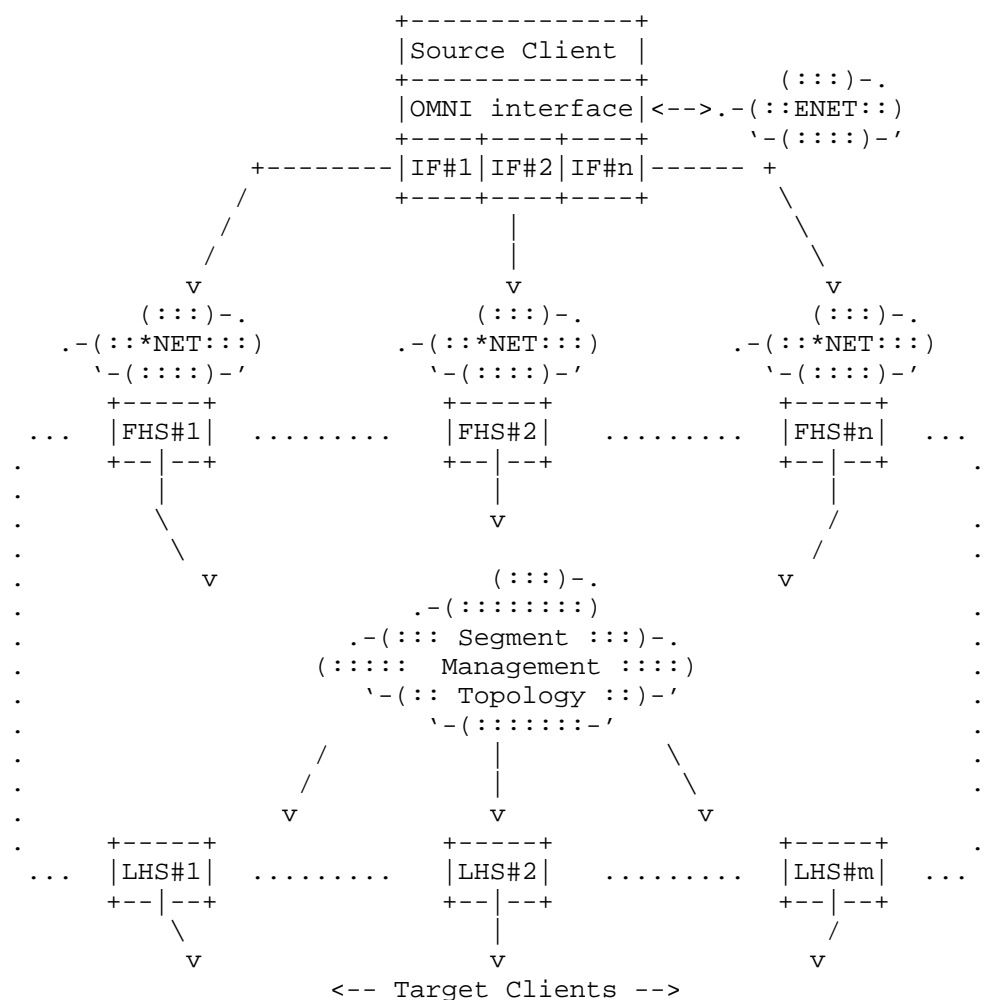 Source Client
OMNI interface <--> ENET
IF#1 IF#2 IF#n
*NET *NET *NET
FHS#1 FHS#2 FHS#n
Segment
Management
Topology
LHS#1 LHS#2 LHS#m
<-- Target Clients -->